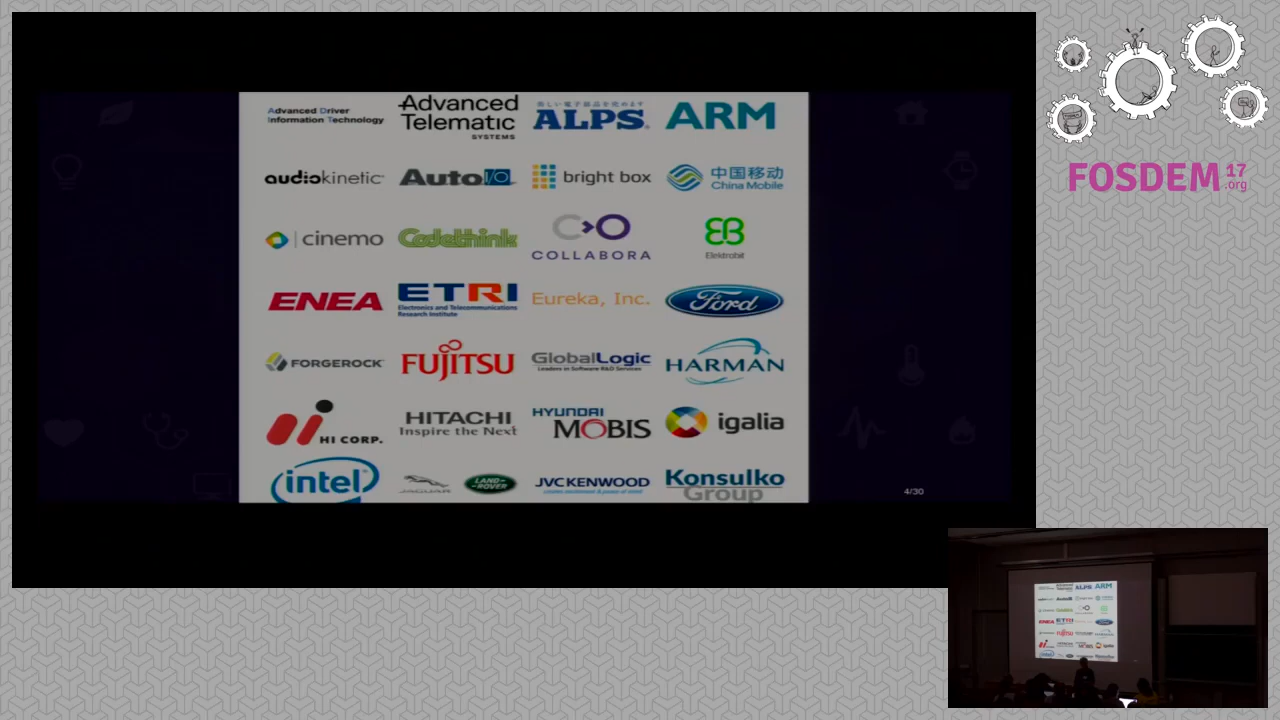 Advanced Driver
Information Technology
Advanced
Telematic
SYSTEMS
ALPS
ARM
audiokinetic
Auto I/O
bright box
中国移动
China Mobile
cinemo
Codethink
COLLABORA
EB
Elektrobit
ENEA
ETRI
Electronics and Telecommunications
Research Institute
Eureka, Inc.
Ford
FORGEROCK
FUJITSU
GlobalLogic
Leaders in Software R&D Services
HARMAN
HI CORP.
HITACHI
Inspire the Next
HYUNDAI
MOBIS
igalia
intel
JAGUAR
LAND-
ROVER
JVCKENWOOD
Konsulko
Group
4/30
FOSDEM 17
.org